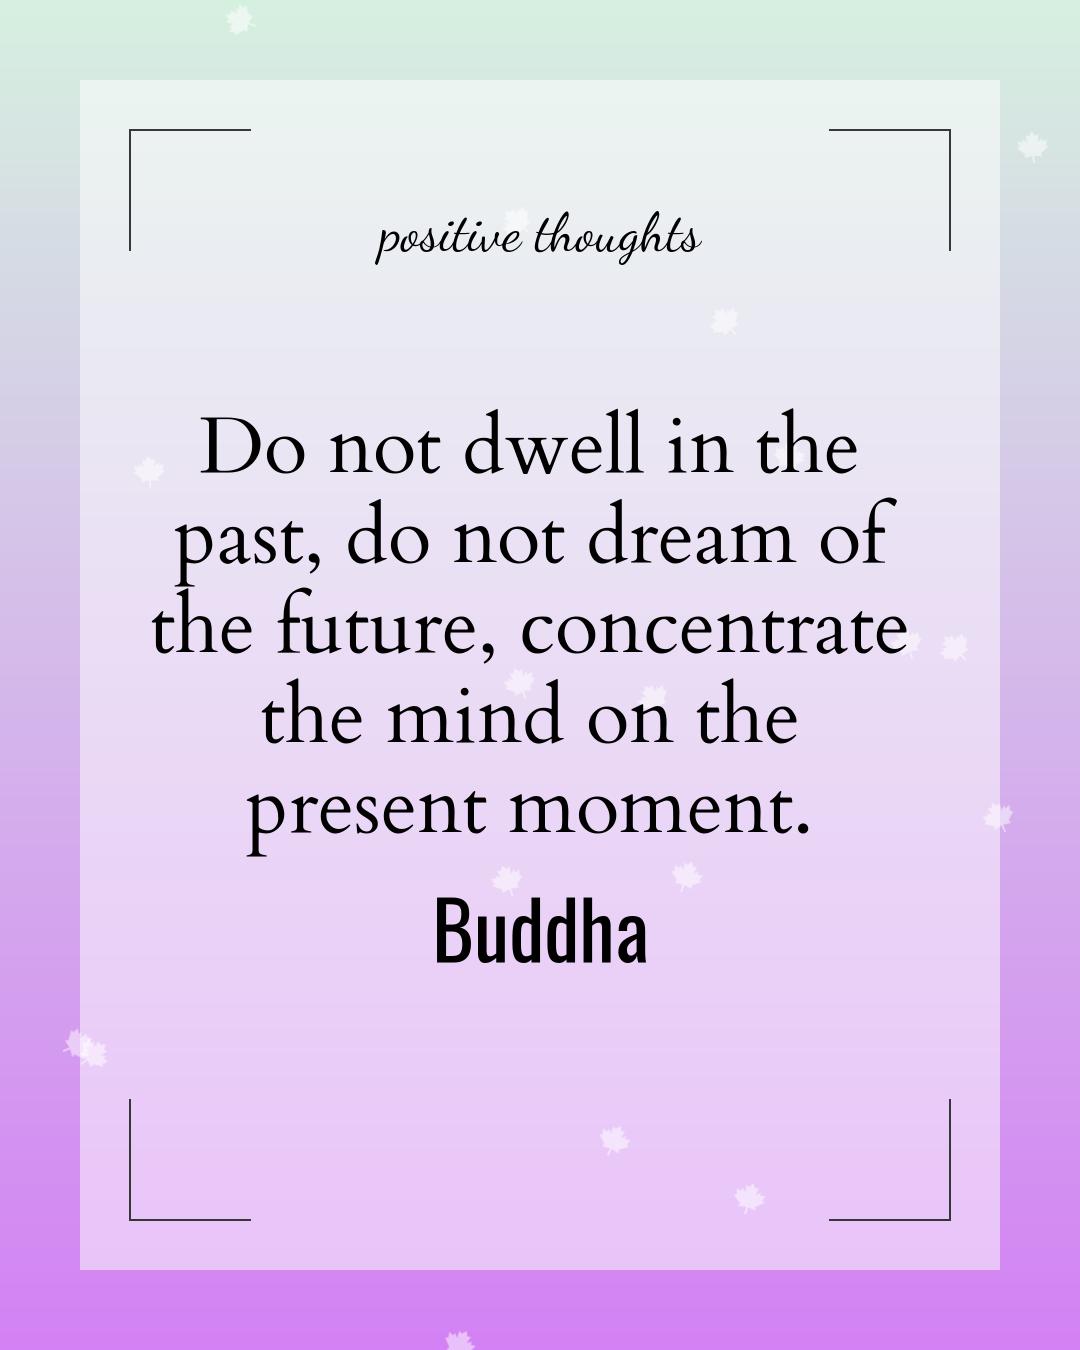 positive thoughts
Do not dwell in the
past, do not dream of
the future, concentrate
the mind on the
present moment.
Buddha